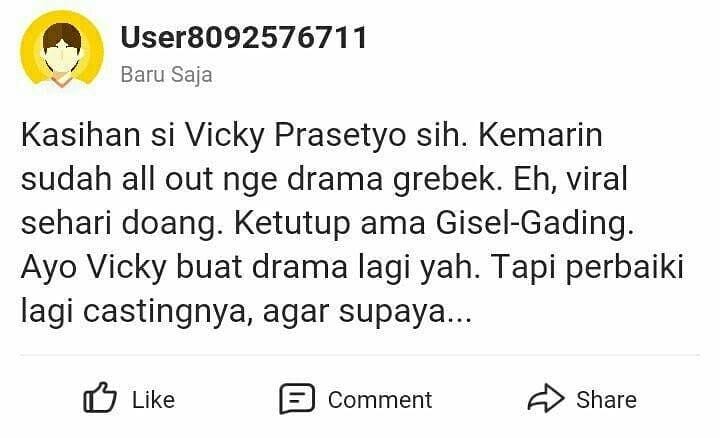 User8092576711
Baru Saja
Kasihan si Vicky Prasetyo sih. Kemarin
sudah all out nge drama grebek. Eh, viral
sehari doang. Ketutup ama Gisel-Gading.
Ayo Vicky buat drama lagi yah. Tapi perbaiki
lagi castingnya, agar supaya...
Like Comment Share